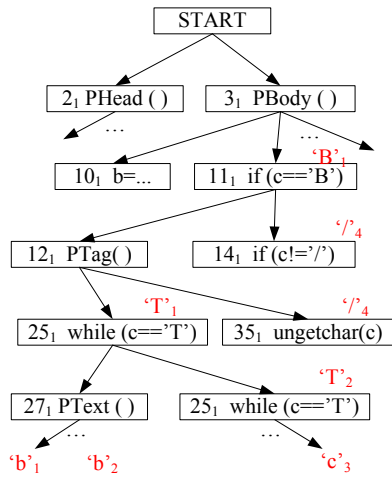 START
2₁ PHead ( )
3₁ PBody ( )
…
…
‘B’₁
10₁ b=...
11₁ if (c==’B’)
‘/’₄
12₁ PTag()
14₁ if (c!=’/’)
‘T’₁
‘/’₄
25₁ while (c==’T’)
35₁ ungetchar(c)
‘T’₂
27₁ PText ( )
25₁ while (c==’T’)
…
…
‘b’₁
‘b’₂
‘c’₃